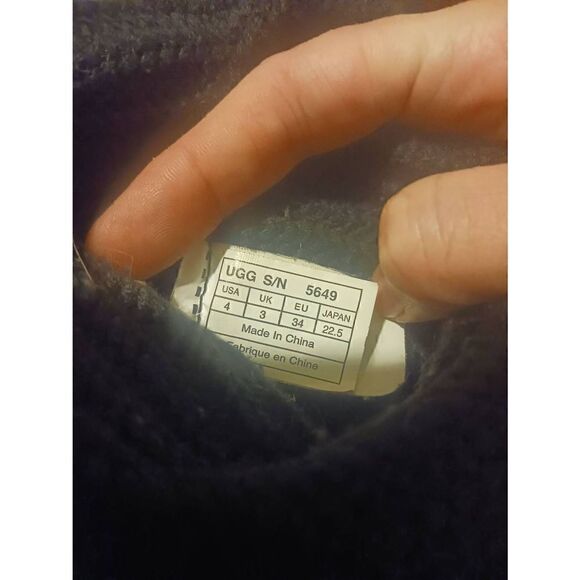 UGG S/N 5649
USA UK EU JAPAN
4 3 34 22.5
Made In China
Fabrique en Chine